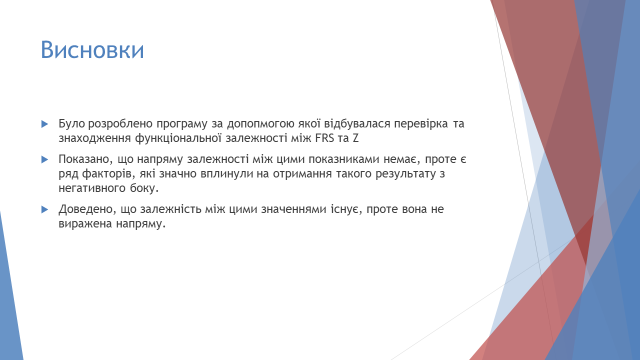 Висновки
Було розроблено програму за допопмогою якої відбувалася перевірка та
знаходження функціональної залежності між FRS та Z
Показано, що напряму залежності між цими показниками немає, проте є
ряд факторів, які значно вплинули на отримання такого результату з
негативного боку.
Доведено, що залежність між цими значеннями існує, проте вона не
виражена напряму.